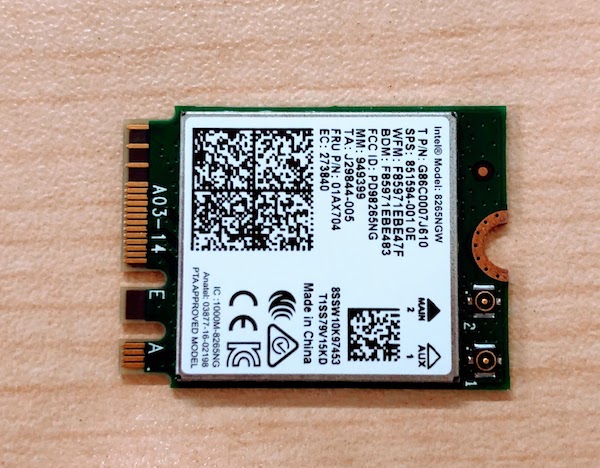 Intel® Model: 8265NGW
T P/N: G86C0007J610
SPS: 851594-001 0E
WFM: F85971EBE47F
BDM: F85971EBE483
FCC ID: PD98265NG
MM: 949399
TA: J29844-005
FRU P/N: 01AX704
EC: 273840
MAIN AUX
2 1
8SSW10K97453
T1SS79V15KD
Made in China
CE
IC: 1000M-8265NG
Anatel: 03877-16-02198
PTA APPROVED MODEL
A03-14
E
A
2
1